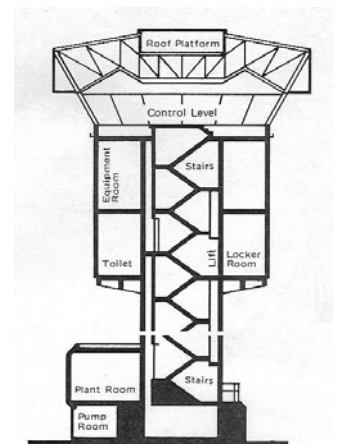 Roof Platform
Control Level
Stairs
Equipment
Room
Toilet
Lift
Locker
Room
Plant Room
Stairs
Pump
Room